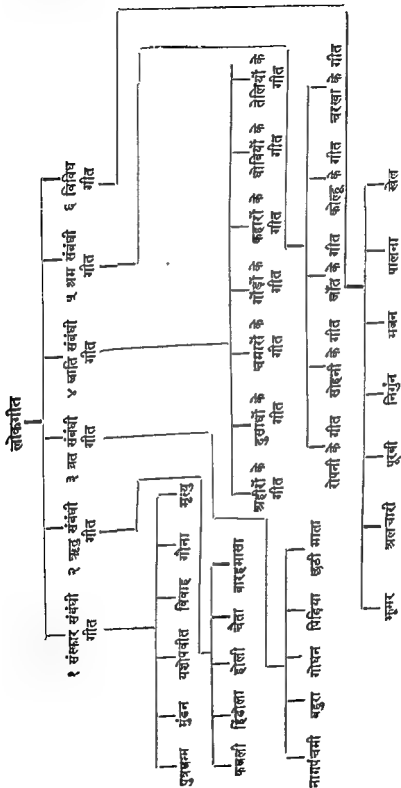 लोकगीत
१ संस्कार संबंधी गीत
२ ऋतु संबंधी गीत
३ व्रत संबंधी गीत
४ जाति संबंधी गीत
५ श्रम संबंधी गीत
६ विविध गीत
पुत्रजन्म मुंडन यज्ञोपवीत विवाह गौना मृत्यु
कजली हिंडोला होली चैता बारहमासा
नागपंचमी बहुरा गोधन पिंडिया छठी माता
अहीरों के गीत
दुसाधों के गीत
चमारों के गीत
गोंड़ों के गीत
कहारों के गीत
धोबियों के गीत
तेलियों के गीत
रोपनी के गीत सोहनी के गीत जाँत के गीत कोल्हू के गीत चरखा के गीत
झूमर अलचारी पूरबी निर्गुन भजन पालना खेल